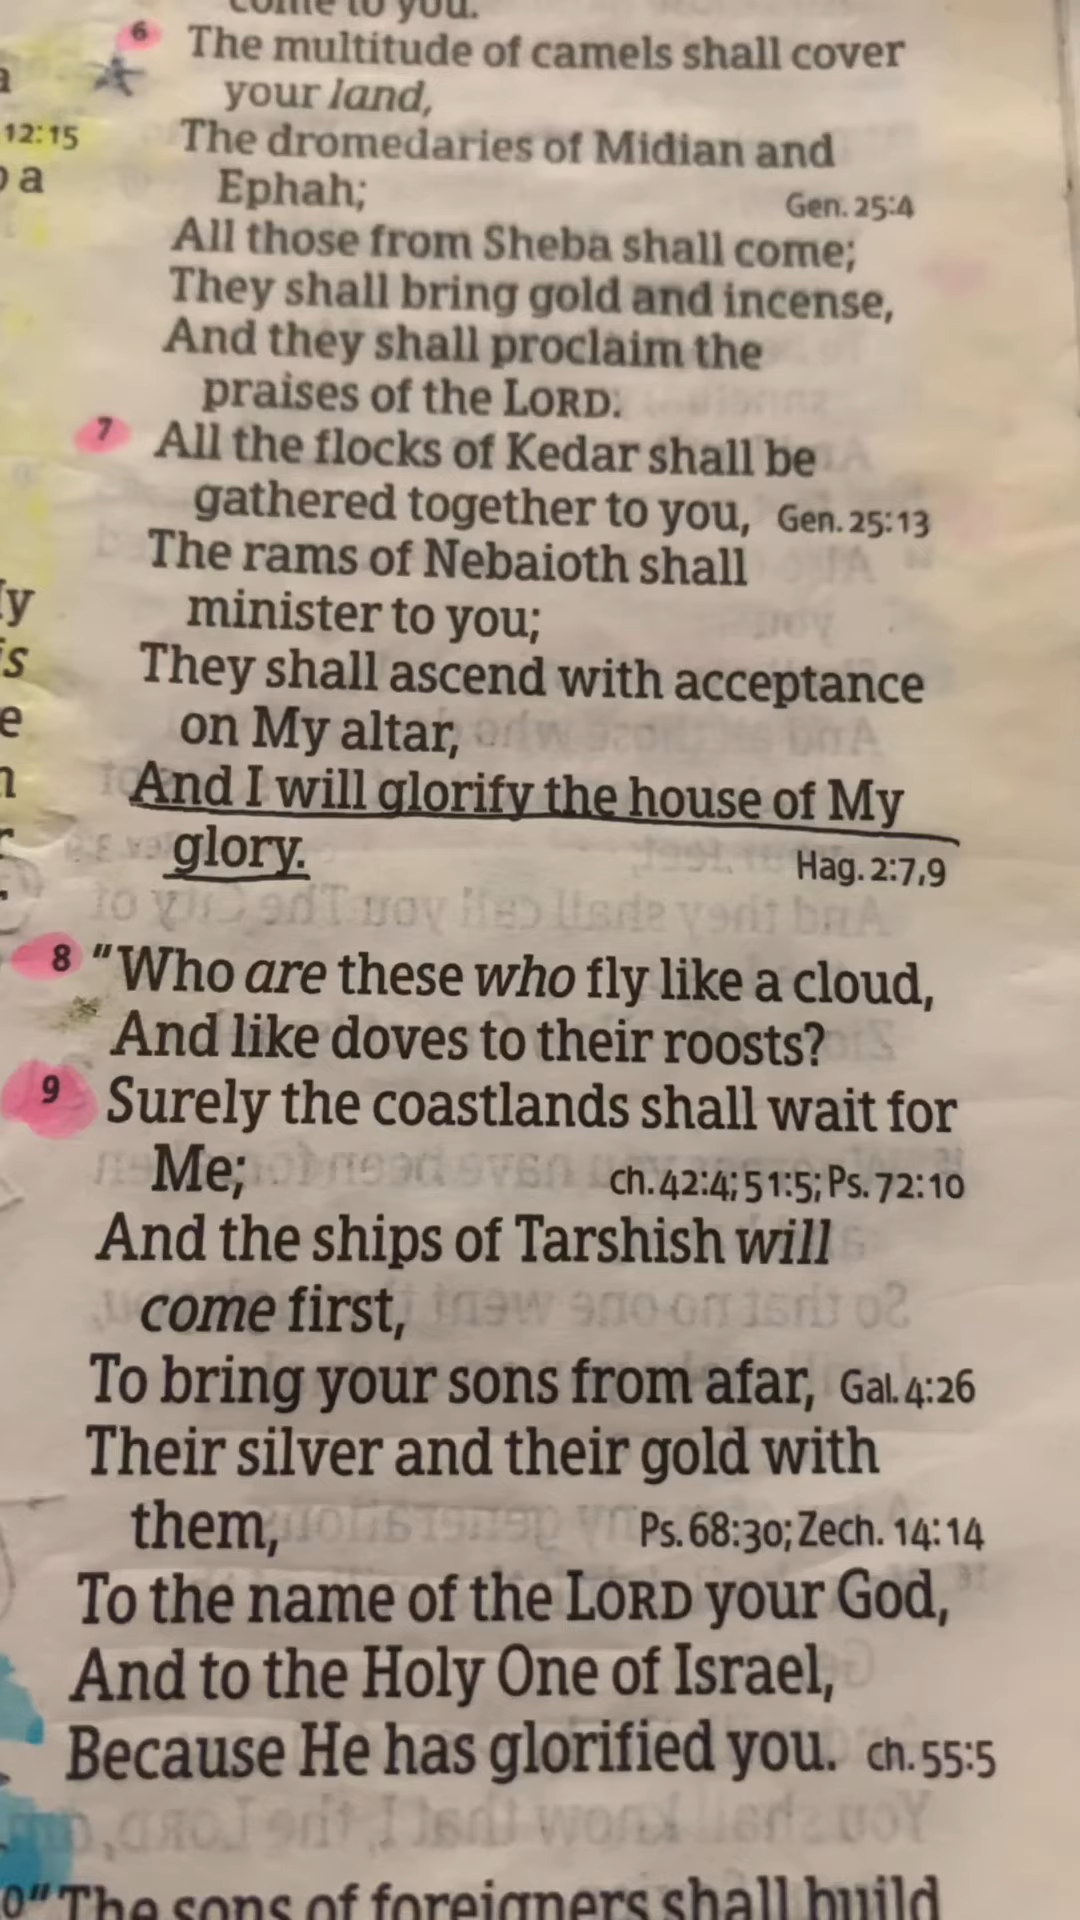 come to you.
6 The multitude of camels shall cover
your land,
12:15
The dromedaries of Midian and
a
Ephah; Gen. 25:4
All those from Sheba shall come;
They shall bring gold and incense,
And they shall proclaim the
praises of the LORD.
7 All the flocks of Kedar shall be
gathered together to you, Gen. 25:13
The rams of Nebaioth shall
minister to you;
They shall ascend with acceptance
on My altar,
And I will glorify the house of My
glory. Hag. 2:7,9
8 "Who are these who fly like a cloud,
And like doves to their roosts?
9 Surely the coastlands shall wait for
Me; ch. 42:4; 51:5; Ps. 72:10
And the ships of Tarshish will
come first,
To bring your sons from afar, Gal. 4:26
Their silver and their gold with
them, Ps. 68:30; Zech. 14:14
To the name of the LORD your God,
And to the Holy One of Israel,
Because He has glorified you. ch. 55:5
0 "The sons of foreigners shall build